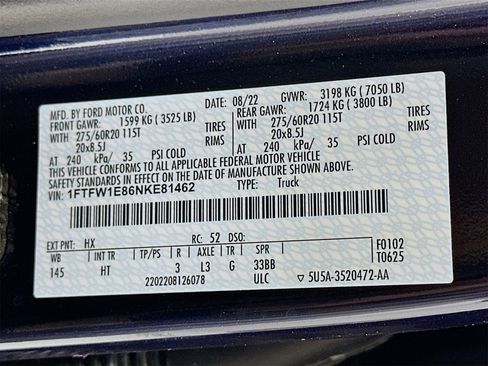 MFD. BY FORD MOTOR CO.
DATE: 08/22 GVWR: 3198 KG (7050 LB)
FRONT GAWR: 1599 KG (3525 LB) REAR GAWR: 1724 KG (3800 LB)
WITH 275/60R20 115T TIRES WITH 275/60R20 115T TIRES
20x8.5J RIMS 20x8.5J RIMS
AT 240 kPa/ 35 PSI COLD AT 240 kPa/ 35 PSI COLD
THIS VEHICLE CONFORMS TO ALL APPLICABLE FEDERAL MOTOR VEHICLE
SAFETY STANDARDS IN EFFECT ON THE DATE OF MANUFACTURE SHOWN ABOVE.
VIN: 1FTFW1E86NKE81462 TYPE: Truck
EXT PNT: HX RC: 52 DSO: F0102
WB INT TR TP/PS R AXLE TR SPR T0625
145 HT 3 L3 G 33BB
2202208126078 ULC ▽ 5U5A-3520472-AA